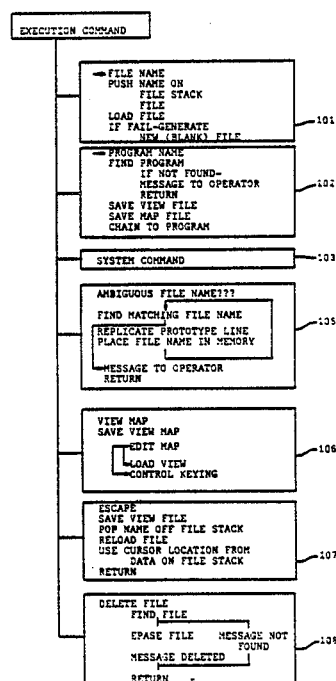 EXECUTION COMMAND
FILE NAME
PUSH NAME ON
FILE STACK
FILE
LOAD FILE
IF FAIL-GENERATE
NEW (BLANK) FILE
101
PROGRAM NAME
FIND PROGRAM
IF NOT FOUND-
MESSAGE TO OPERATOR
RETURN
SAVE VIEW FILE
SAVE MAP FILE
CHAIN TO PROGRAM
102
SYSTEM COMMAND
103
AMBIGUOUS FILE NAME???
FIND MATCHING FILE NAME
REPLICATE PROTOTYPE LINE
PLACE FILE NAME IN MEMORY
MESSAGE TO OPERATOR
RETURN
105
VIEW MAP
SAVE VIEW MAP
EDIT MAP
LOAD VIEW
CONTROL KEYING
106
ESCAPE
SAVE VIEW FILE
POP NAME OFF FILE STACK
RELOAD FILE
USE CURSOR LOCATION FROM
DATA ON FILE STACK
RETURN
107
DELETE FILE
FIND FILE
EPASE FILE MESSAGE NOT
FOUND
MESSAGE DELETED
RETURN